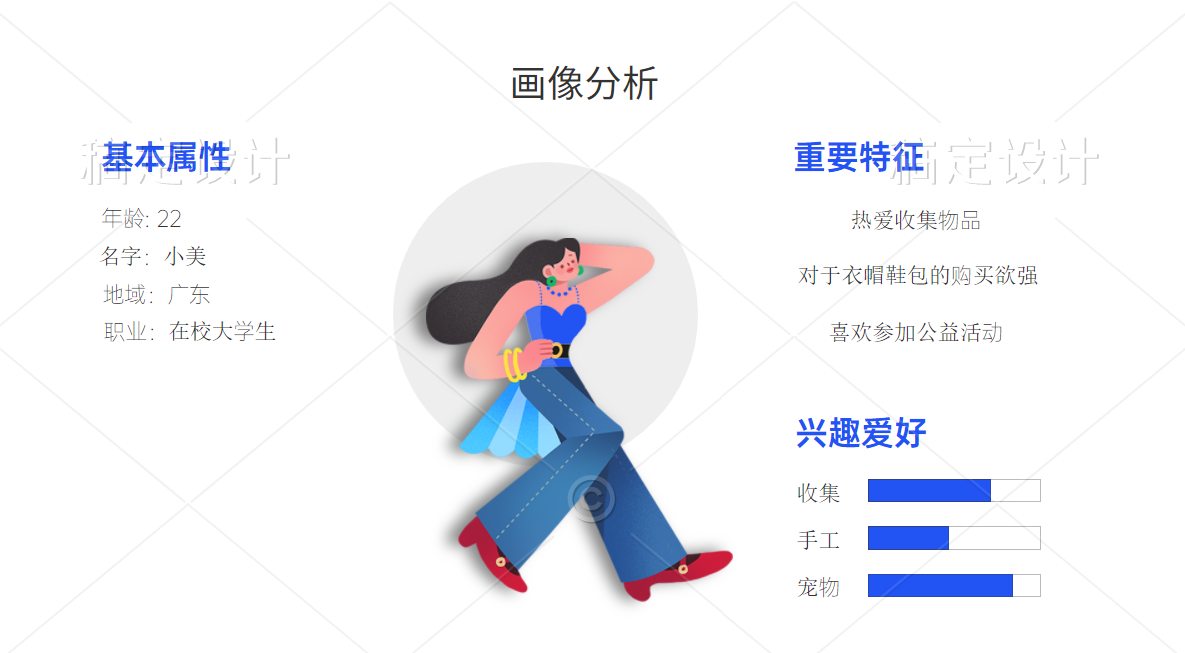 画像分析
基本属性
稿定设计
年龄: 22
名字：小美
地域：广东
职业：在校大学生
重要特征
稿定设计
热爱收集物品
对于衣帽鞋包的购买欲强
喜欢参加公益活动
兴趣爱好
收集
手工
宠物
©